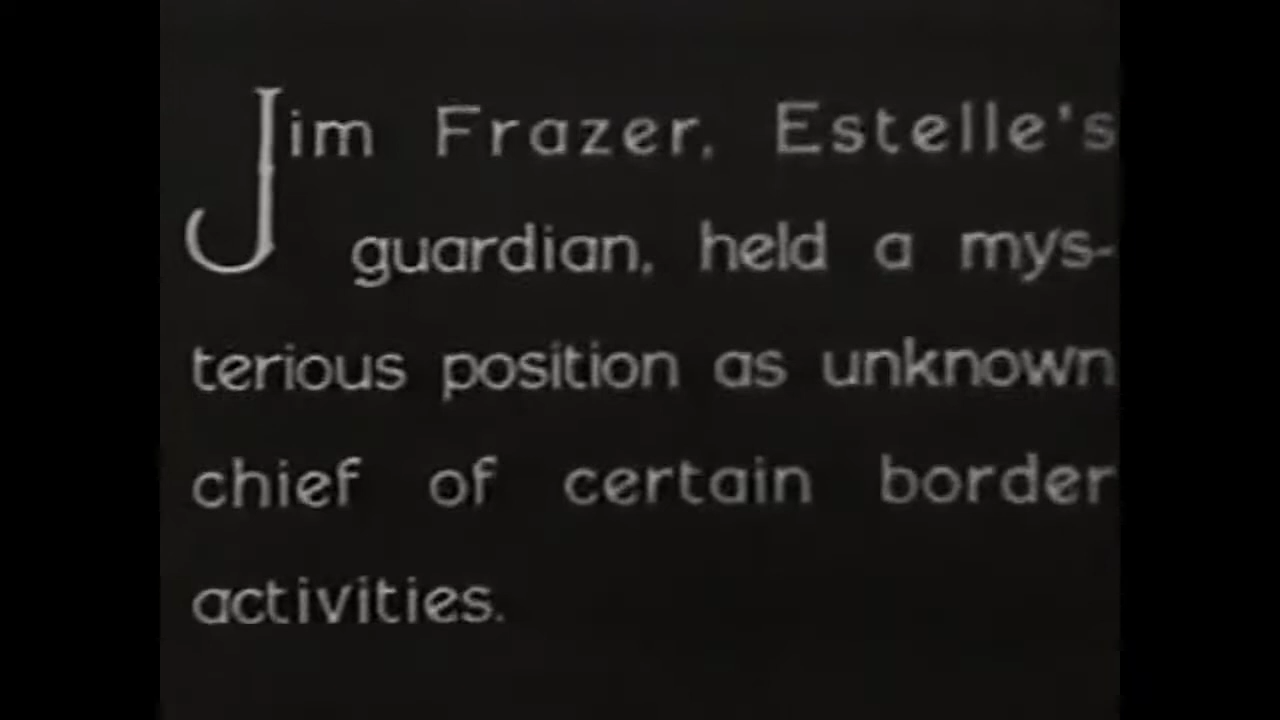 Jim Frazer, Estelle's
guardian, held a mys-
terious position as unknown
chief of certain border
activities.